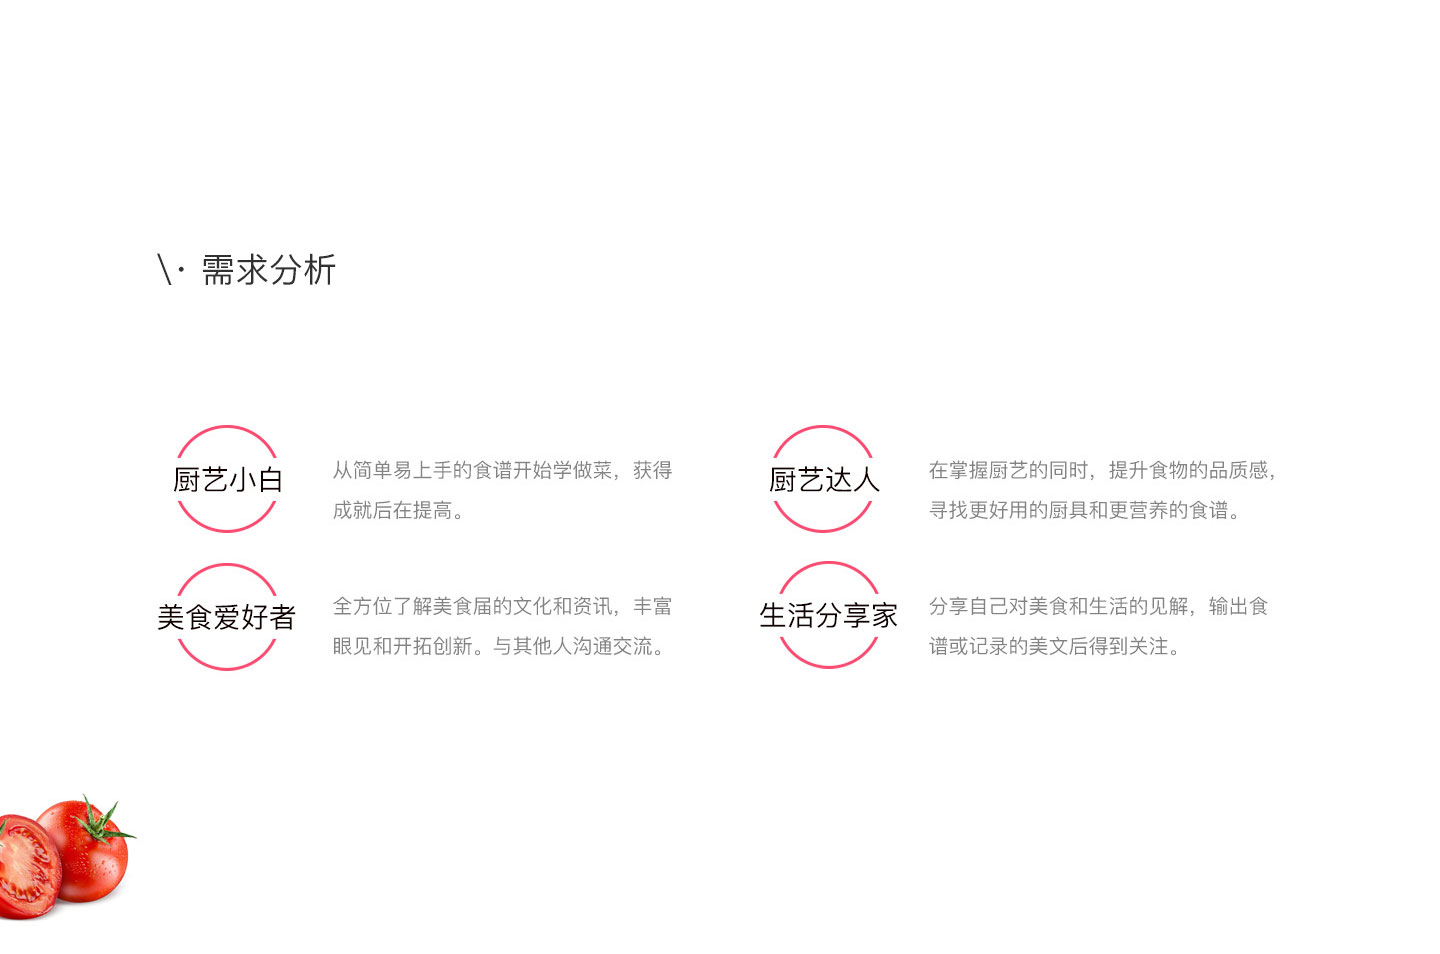 \· 需求分析
厨艺小白
从简单易上手的食谱开始学做菜，获得
成就后在提高。
厨艺达人
在掌握厨艺的同时，提升食物的品质感，
寻找更好用的厨具和更营养的食谱。
美食爱好者
全方位了解美食届的文化和资讯，丰富
眼见和开拓创新。与其他人沟通交流。
生活分享家
分享自己对美食和生活的见解，输出食
谱或记录的美文后得到关注。